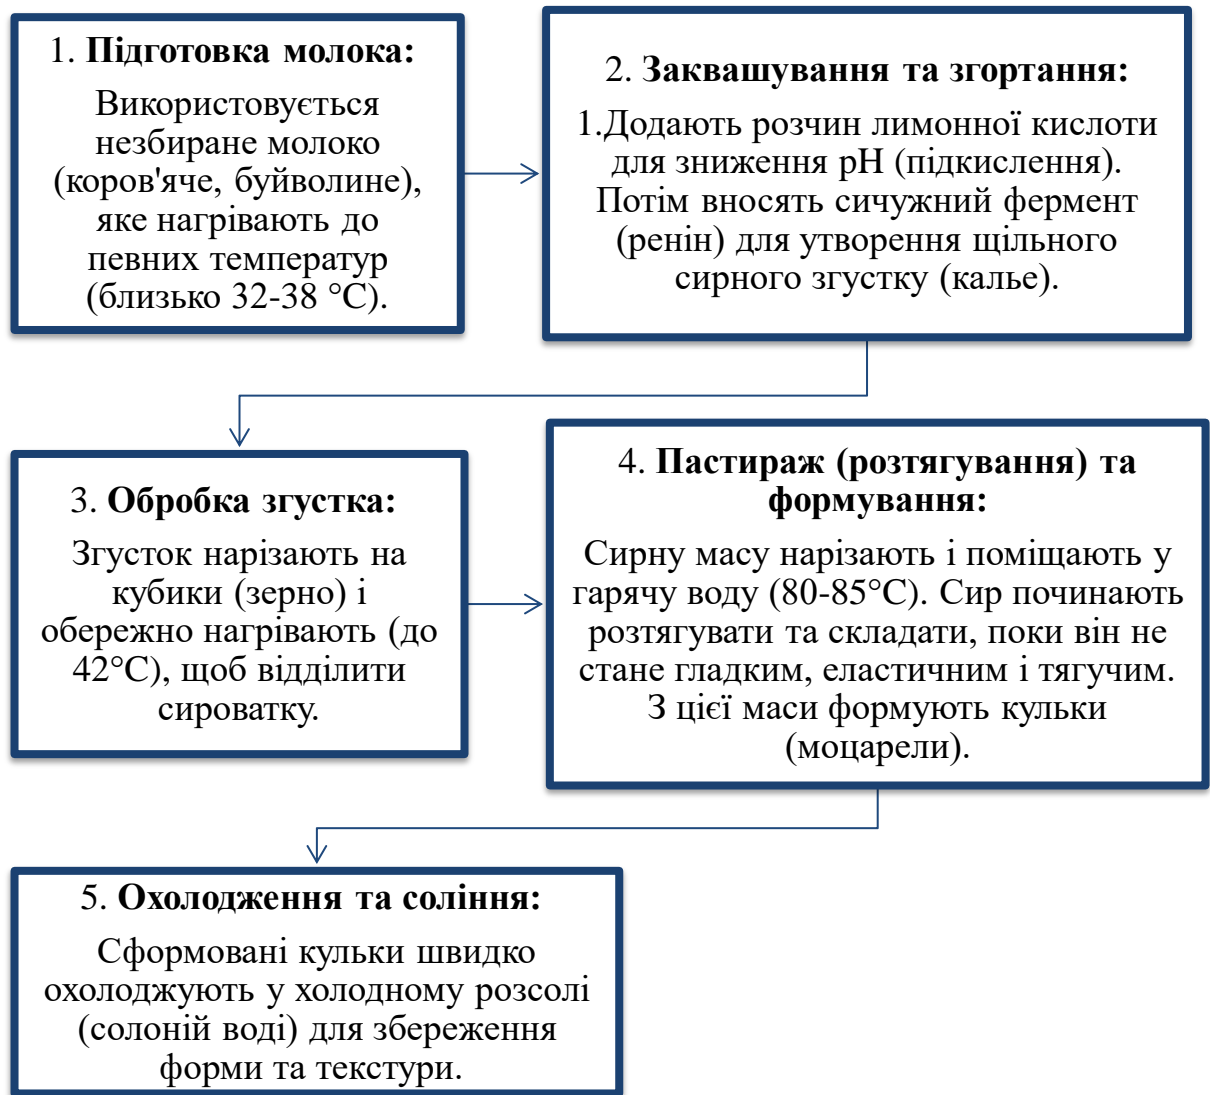 1. Підготовка молока:
Використовується
незбиране молоко
(коров'яче, буйволине),
яке нагрівають до
певних температур
(близько 32-38 °C).
2. Заквашування та згортання:
1.Додають розчин лимонної кислоти
для зниження pH (підкислення).
Потім вносять сичужний фермент
(ренін) для утворення щільного
сирного згустку (кальє).
3. Обробка згустка:
Згусток нарізають на
кубики (зерно) і
обережно нагрівають (до
42°C), щоб відділити
сироватку.
4. Пастираж (розтягування) та
формування:
Сирну масу нарізають і поміщають у
гарячу воду (80-85°C). Сир починають
розтягувати та складати, поки він не
стане гладким, еластичним і тягучим.
З цієї маси формують кульки
(моцарели).
5. Охолодження та соління:
Сформовані кульки швидко
охолоджують у холодному розсолі
(солоній воді) для збереження
форми та текстури.